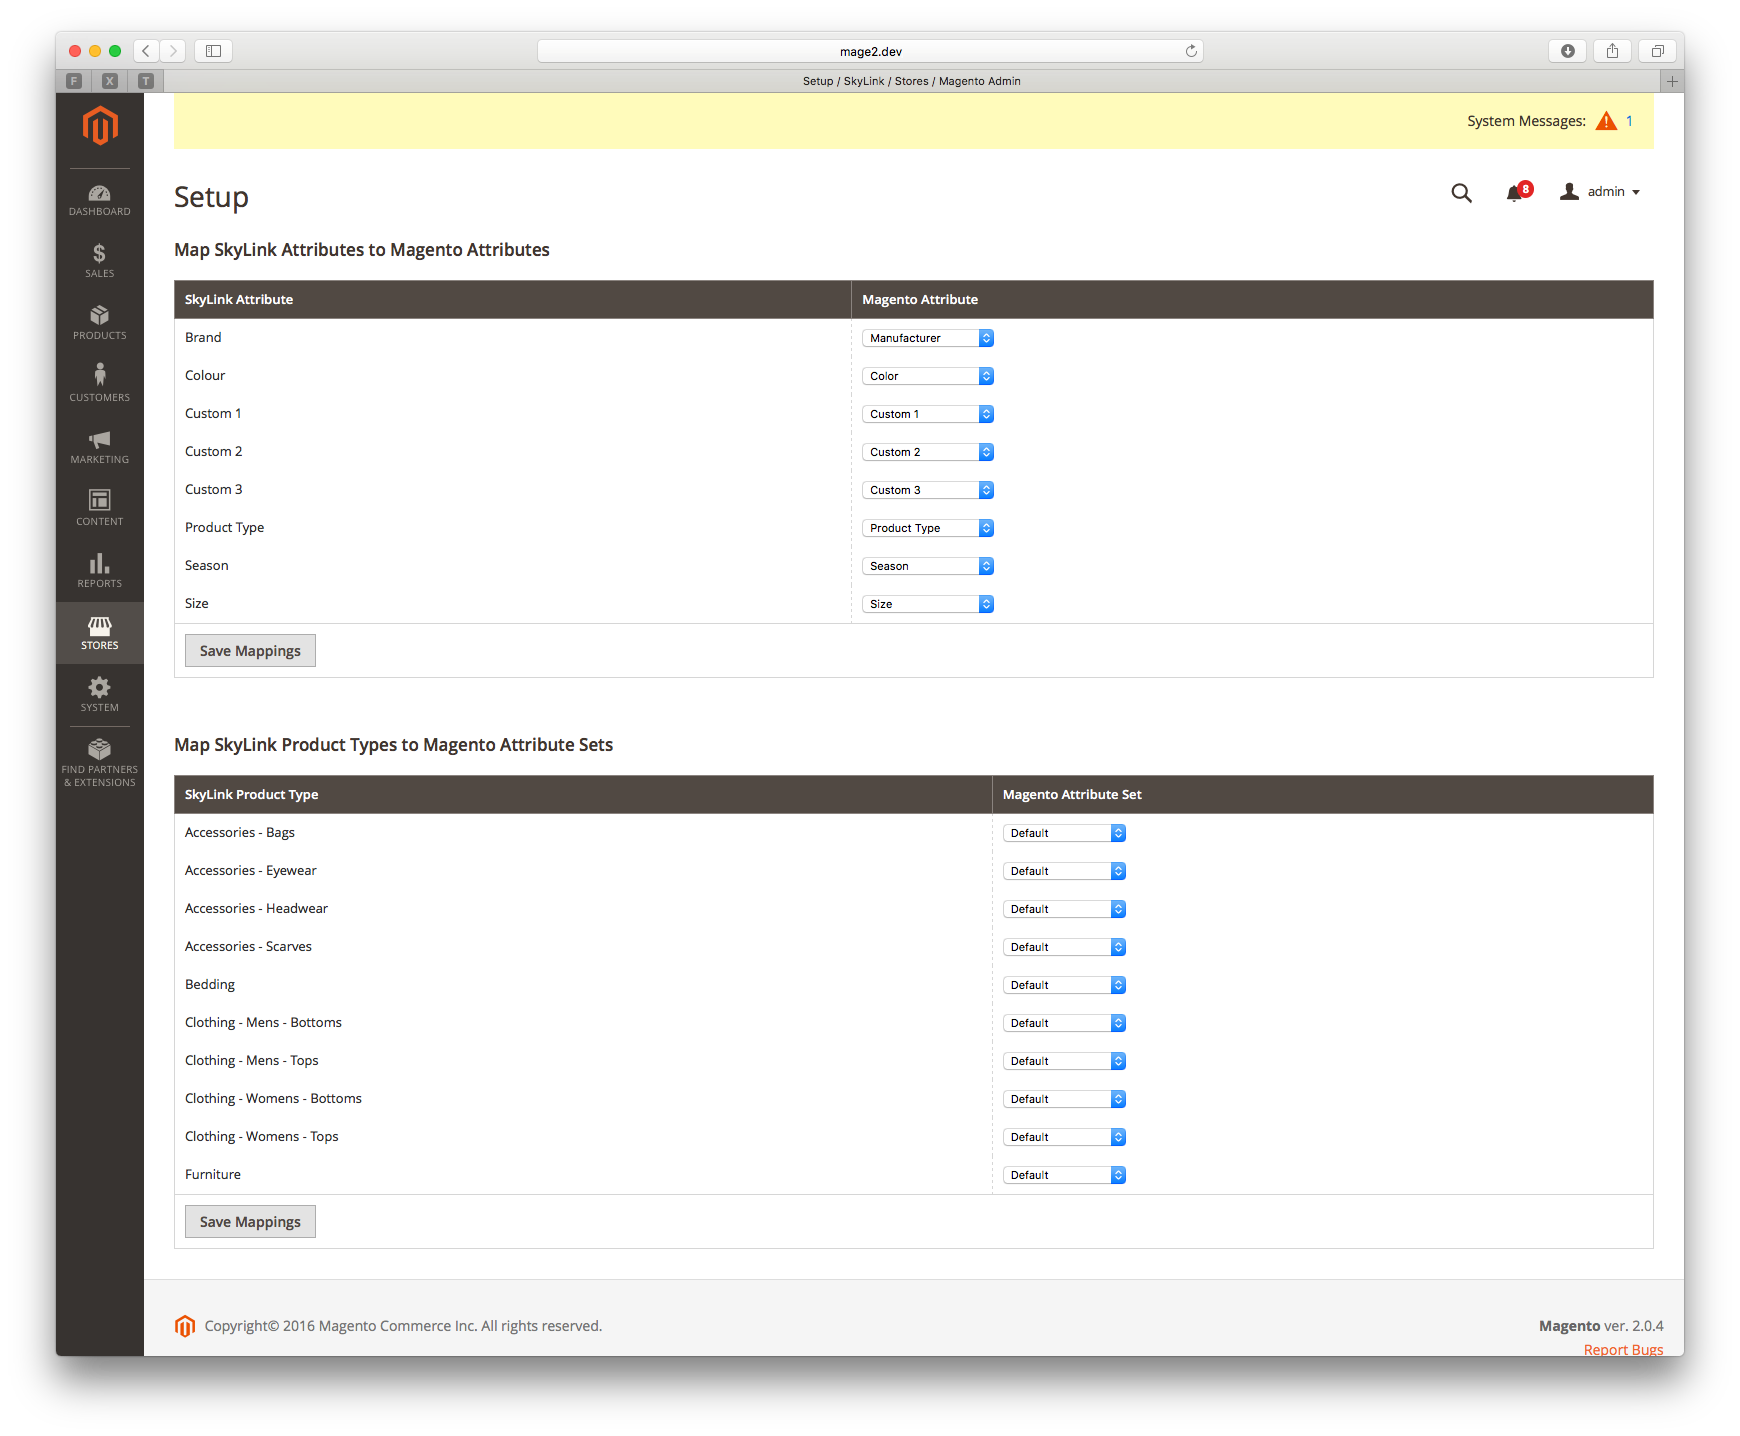 mage2.dev
F X T Setup / SkyLink / Stores / Magento Admin
System Messages: 1
Setup
8 admin
DASHBOARD
SALES
PRODUCTS
CUSTOMERS
MARKETING
CONTENT
REPORTS
STORES
SYSTEM
FIND PARTNERS
& EXTENSIONS
Map SkyLink Attributes to Magento Attributes
SkyLink Attribute Magento Attribute
Brand Manufacturer
Colour Color
Custom 1 Custom 1
Custom 2 Custom 2
Custom 3 Custom 3
Product Type Product Type
Season Season
Size Size
Save Mappings
Map SkyLink Product Types to Magento Attribute Sets
SkyLink Product Type Magento Attribute Set
Accessories - Bags Default
Accessories - Eyewear Default
Accessories - Headwear Default
Accessories - Scarves Default
Bedding Default
Clothing - Mens - Bottoms Default
Clothing - Mens - Tops Default
Clothing - Womens - Bottoms Default
Clothing - Womens - Tops Default
Furniture Default
Save Mappings
Copyright© 2016 Magento Commerce Inc. All rights reserved. Magento ver. 2.0.4
Report Bugs